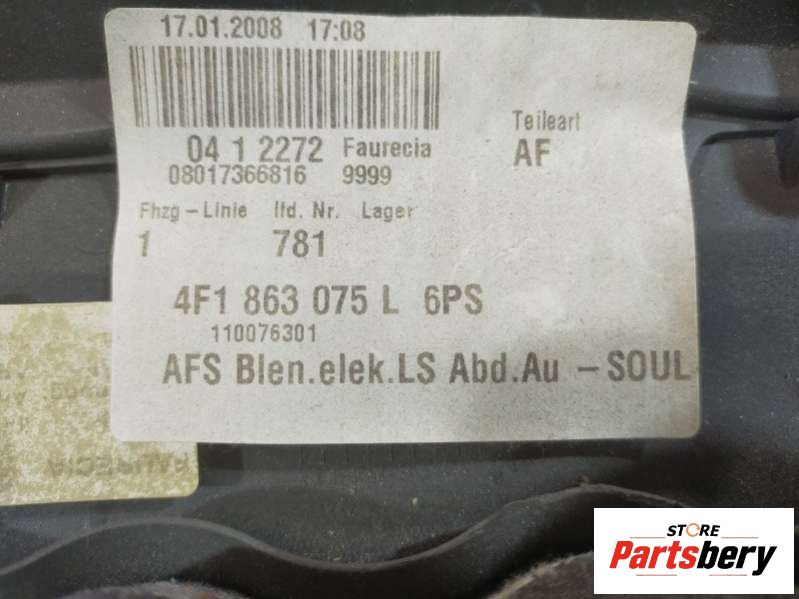 17.01.2008 17:08
04 1 2272 Faurecia
08017366816 9999
Teileart
AF
Fhzg-Linie lfd. Nr. Lager
1 781
4F1 863 075 L 6PS
110076301
AFS Blen.elek.LS Abd.Au - SOUL
FAURECIA
STORE
Partsbery